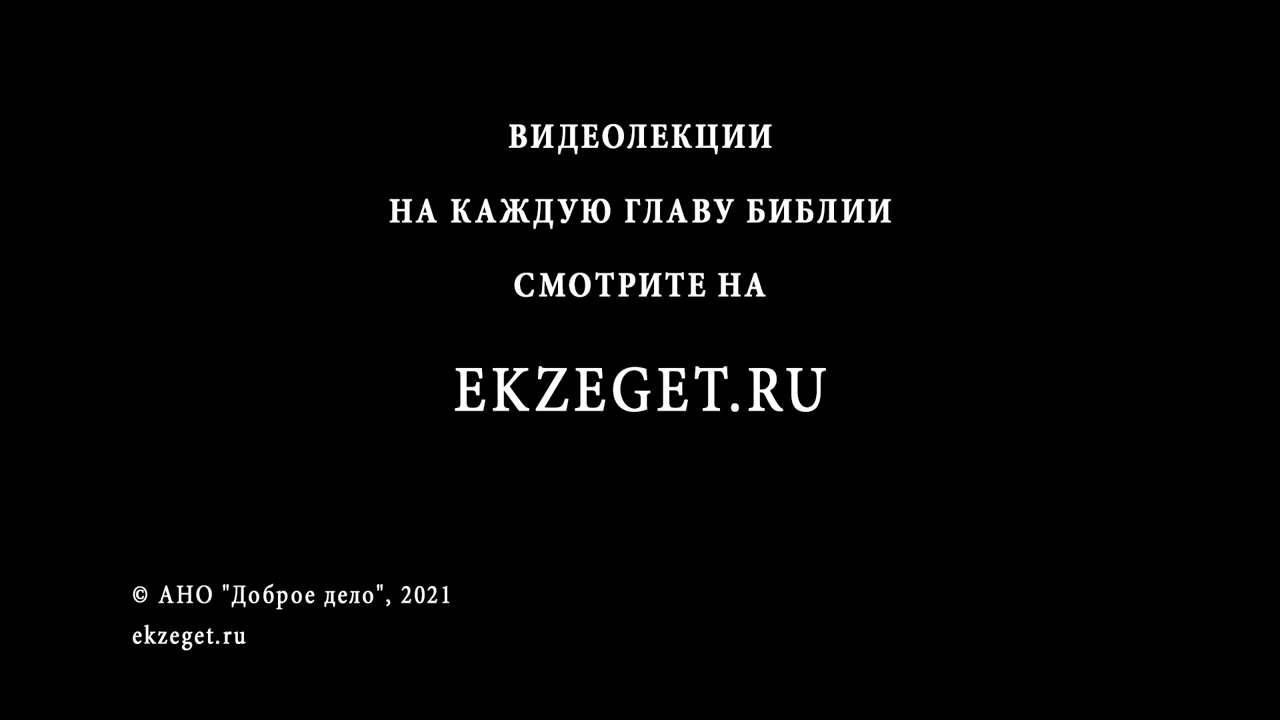 ВИДЕОЛЕКЦИИ
НА КАЖДУЮ ГЛАВУ БИБЛИИ
СМОТРИТЕ НА
EKZEGET.RU
© АНО "Доброе дело", 2021
ekzeget.ru